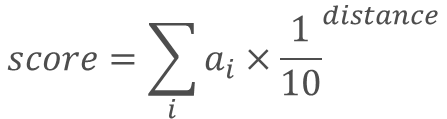 score = ∑ᵢ aᵢ × 1/10 ^distance